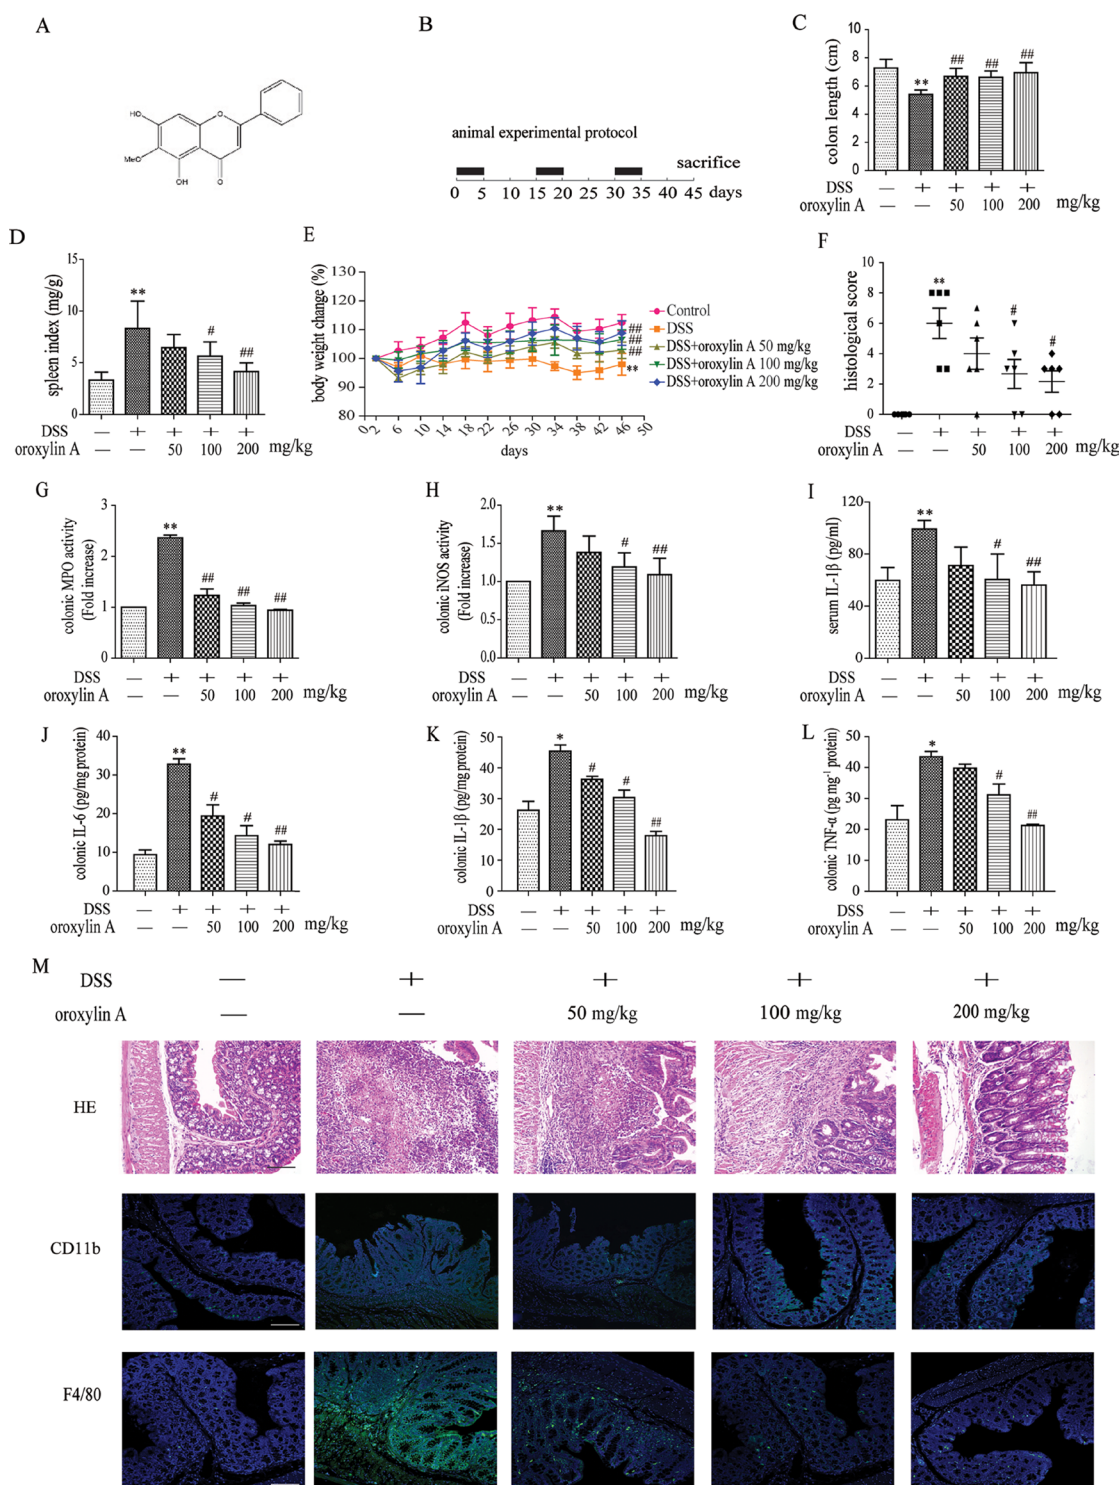 A
HO
O
MeO
OH
O
B
animal experimental protocol
sacrifice
0 5 10 15 20 25 30 35 40 45 days
C
colon length (cm)
10
8
6
4
2
0
**
##
##
##
DSS — + + + +
oroxylin A — — 50 100 200 mg/kg
D
spleen index (mg/g)
15
10
5
0
**
#
##
DSS — + + + +
oroxylin A — — 50 100 200 mg/kg
E
body weight change (%)
130
120
110
100
90
80
0 2 6 10 14 18 22 26 30 34 38 42 46 50
days
##
##
##
**
Control
DSS
DSS+oroxylin A 50 mg/kg
DSS+oroxylin A 100 mg/kg
DSS+oroxylin A 200 mg/kg
F
histological score
10
8
6
4
2
0
**
#
#
DSS — + + + +
oroxylin A — — 50 100 200 mg/kg
G
colonic MPO activity
(Fold increase)
3
2
1
0
**
##
##
##
DSS — + + + +
oroxylin A — — 50 100 200 mg/kg
H
colonic iNOS activity
(Fold increase)
2.0
1.5
1.0
0.5
0.0
**
#
##
DSS — + + + +
oroxylin A — — 50 100 200 mg/kg
I
serum IL-1β (pg/ml)
120
80
40
0
**
#
##
DSS — + + + +
oroxylin A — — 50 100 200 mg/kg
J
colonic IL-6 (pg/mg protein)
40
30
20
10
0
**
#
#
##
DSS — + + + +
oroxylin A — — 50 100 200 mg/kg
K
colonic IL-1β (pg/mg protein)
50
40
30
20
10
0
*
#
#
##
DSS — + + + +
oroxylin A — — 50 100 200 mg/kg
L
colonic TNF-α (pg mg⁻¹ protein)
50
40
30
20
10
0
*
#
##
DSS — + + + +
oroxylin A — — 50 100 200 mg/kg
M
DSS — + + + +
oroxylin A — — 50 mg/kg 100 mg/kg 200 mg/kg
HE
CD11b
F4/80